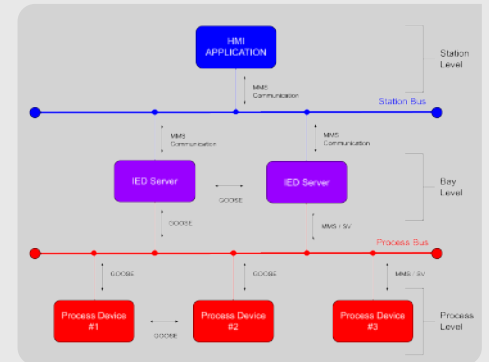 HMI
APPLICATION
Station
Level
MMS
Communication
Station Bus
MMS
Communication
MMS
Communication
IED Server
IED Server
GOOSE
Bay
Level
GOOSE
MMS / SV
Process Bus
GOOSE
GOOSE
MMS / SV
Process Device
#1
GOOSE
Process Device
#2
Process Device
#3
Process
Level